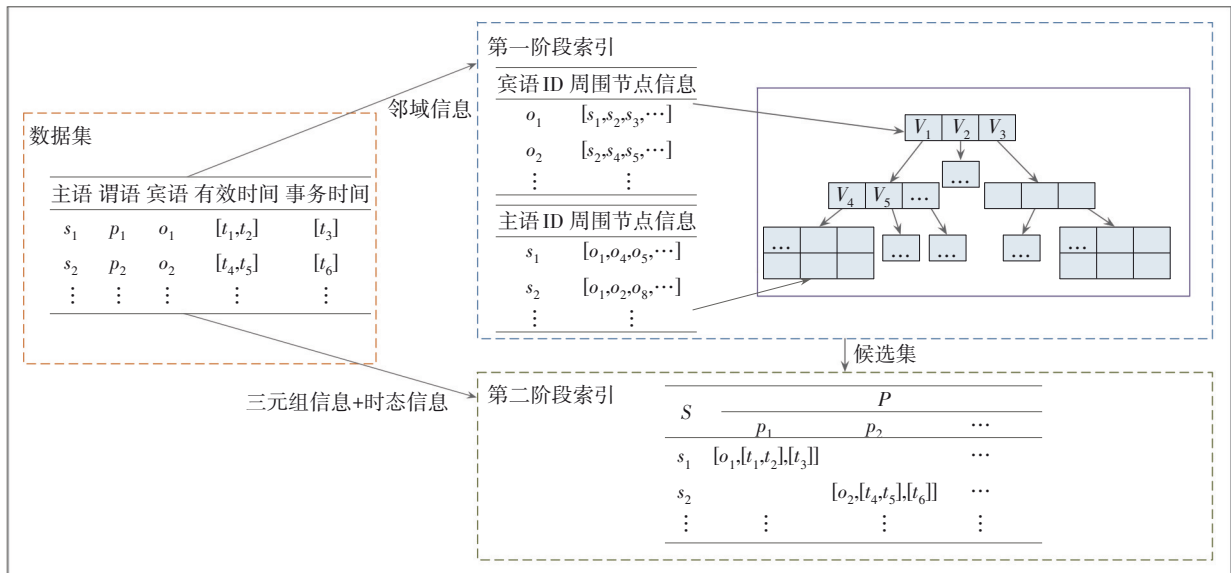 数据集
主语 谓语 宾语 有效时间 事务时间
s₁ p₁ o₁ [t₁,t₂] [t₃]
s₂ p₂ o₂ [t₄,t₅] [t₆]
⋮ ⋮ ⋮ ⋮ ⋮
邻域信息
三元组信息+时态信息
第一阶段索引
宾语ID 周围节点信息
o₁ [s₁,s₂,s₃,⋯]
o₂ [s₂,s₄,s₅,⋯]
⋮ ⋮
主语ID 周围节点信息
s₁ [o₁,o₄,o₅,⋯]
s₂ [o₁,o₂,o₈,⋯]
⋮ ⋮
V₁ V₂ V₃
…
V₄ V₅ …
… … … … …
候选集
第二阶段索引
S P
p₁ p₂ ⋯
s₁ [o₁,[t₁,t₂],[t₃]] ⋯
s₂ [o₂,[t₄,t₅],[t₆]] ⋯
⋮ ⋮ ⋮ ⋮